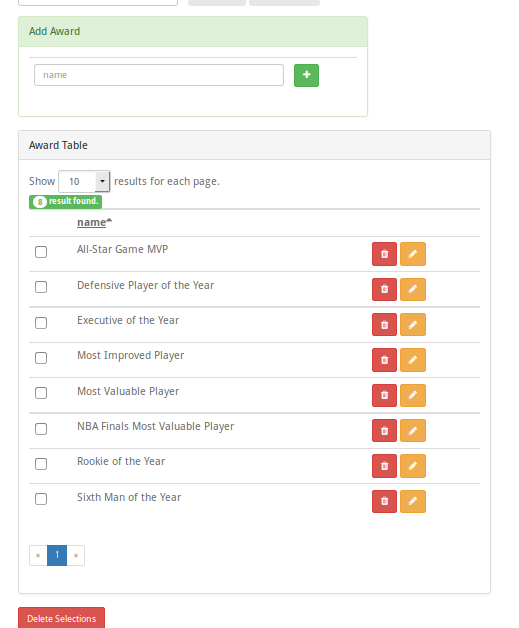 Add Award
name
+
Award Table
Show 10 results for each page.
8 result found.
name
All-Star Game MVP
Defensive Player of the Year
Executive of the Year
Most Improved Player
Most Valuable Player
NBA Finals Most Valuable Player
Rookie of the Year
Sixth Man of the Year
« 1 »
Delete Selections